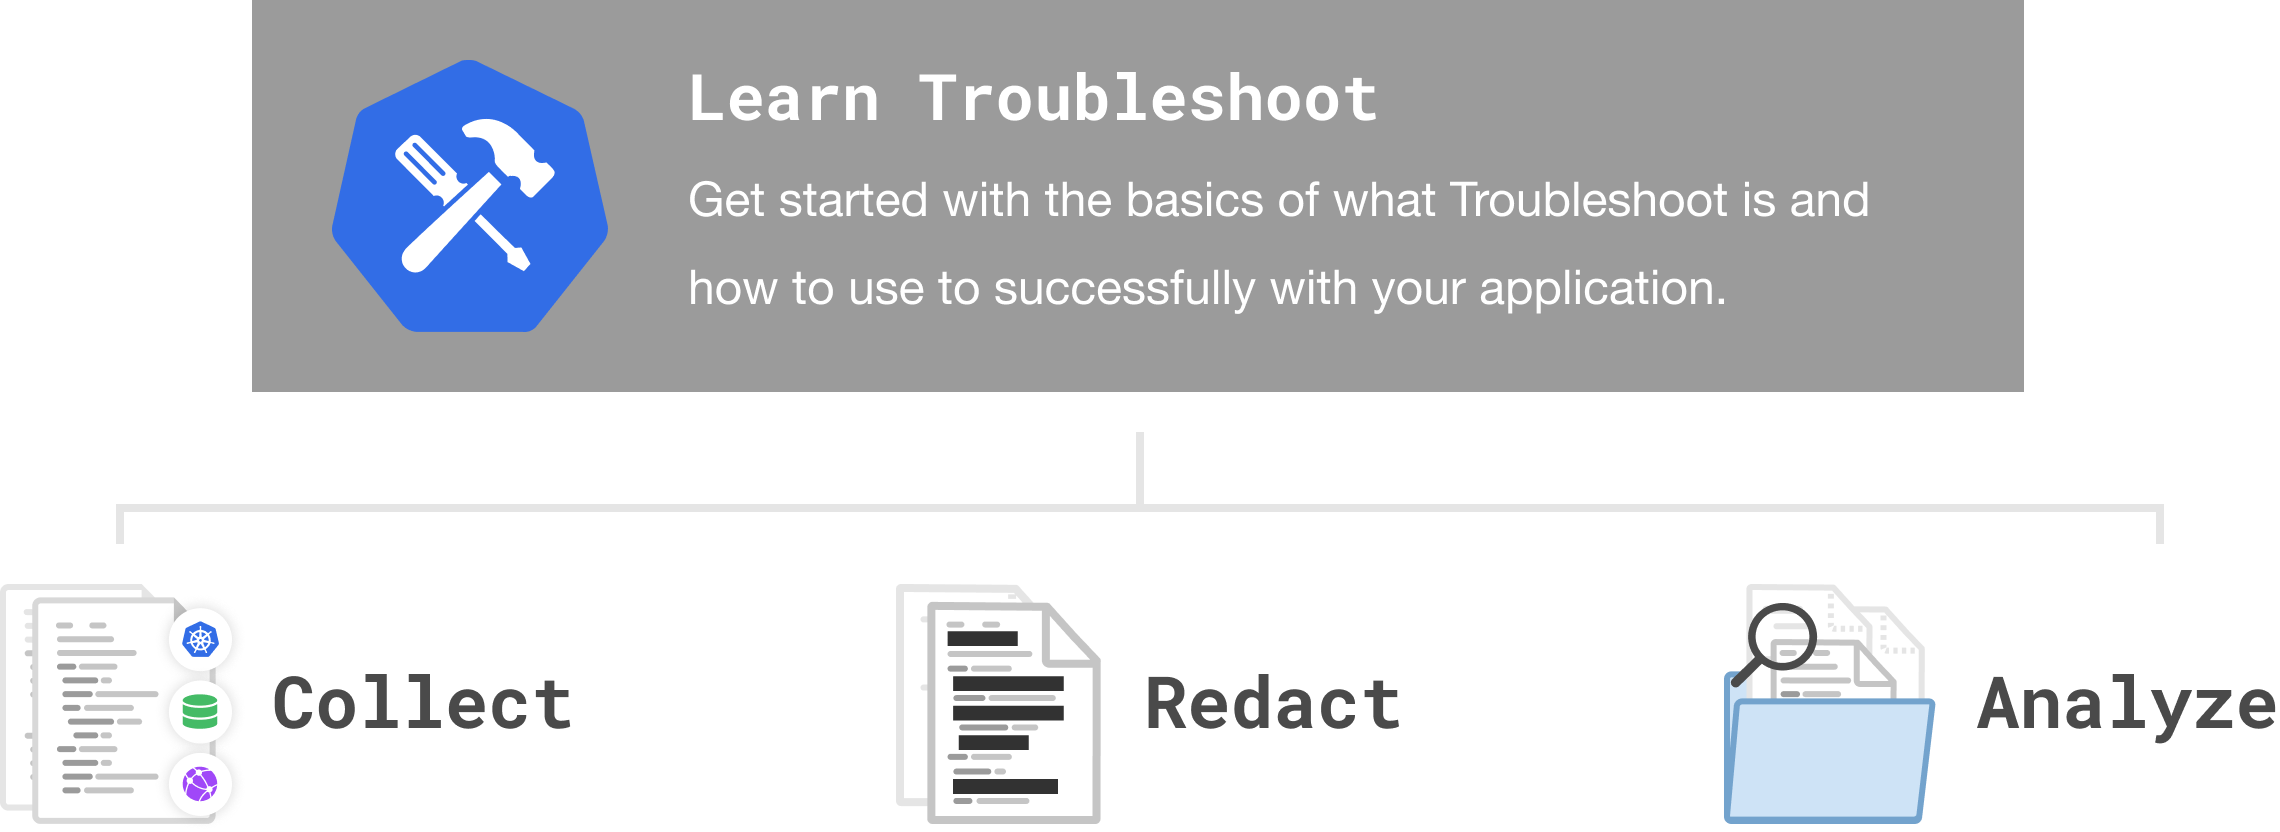 Learn Troubleshoot
Get started with the basics of what Troubleshoot is and
how to use to successfully with your application.
Collect
Redact
Analyze